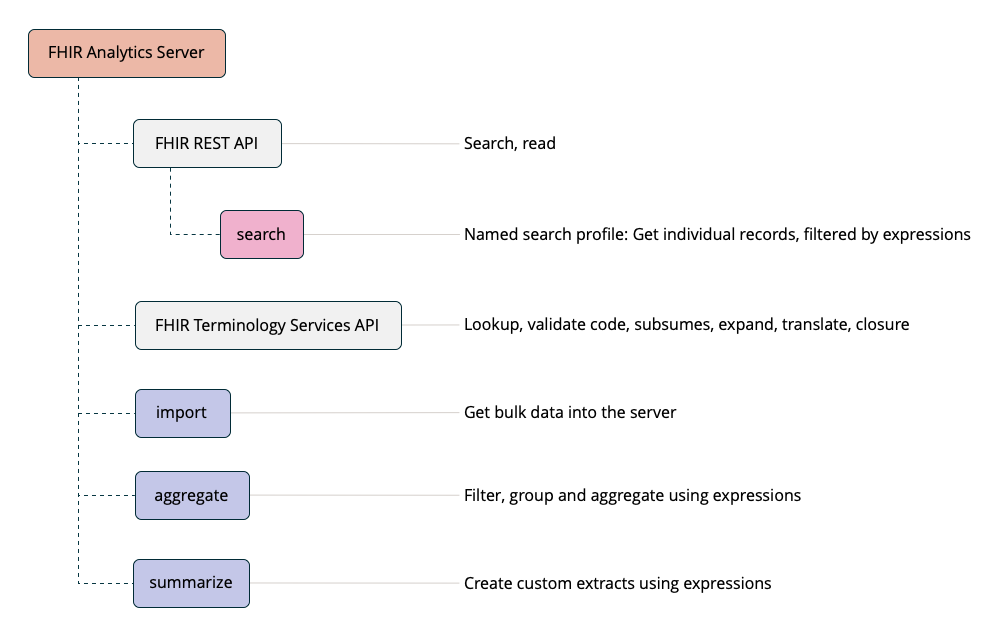 FHIR Analytics Server
FHIR REST API
Search, read
search
Named search profile: Get individual records, filtered by expressions
FHIR Terminology Services API
Lookup, validate code, subsumes, expand, translate, closure
import
Get bulk data into the server
aggregate
Filter, group and aggregate using expressions
summarize
Create custom extracts using expressions